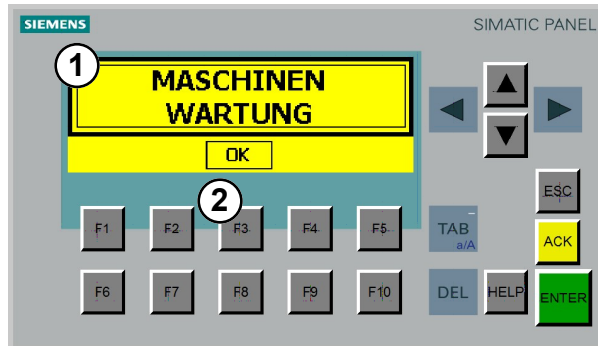 SIEMENS
SIMATIC PANEL
1
MASCHINEN
WARTUNG
OK
2
ESC
F1 F2 F3 F4 F5 TAB
a/A
ACK
F6 F7 F8 F9 F10 DEL HELP ENTER